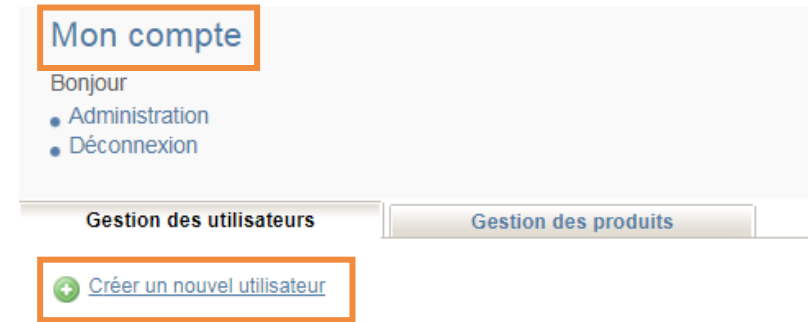 Mon compte
Bonjour
Administration
Déconnexion
Gestion des utilisateurs Gestion des produits
Créer un nouvel utilisateur